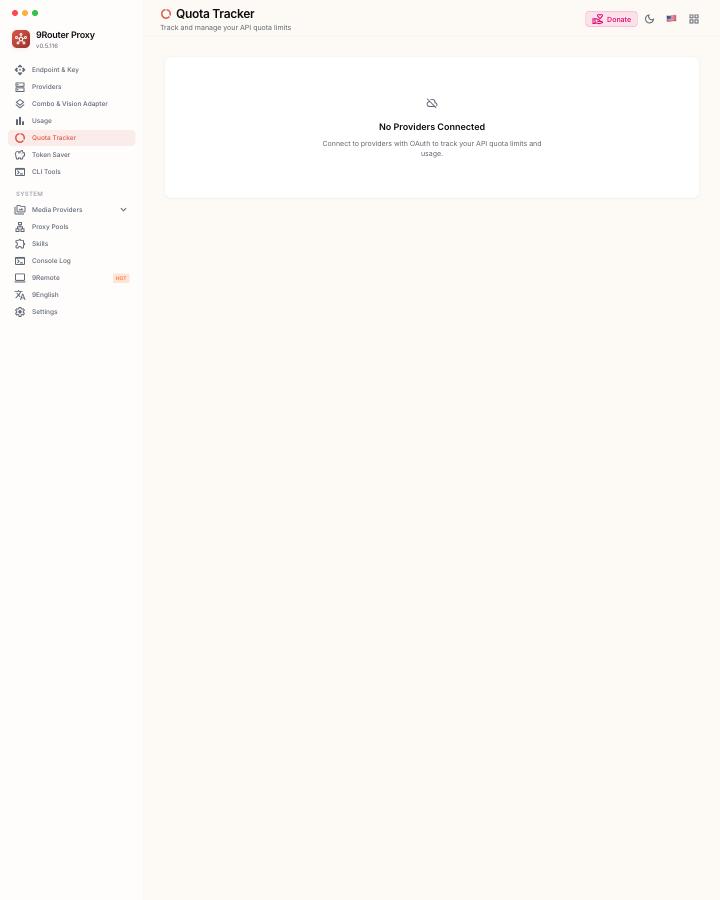 9Router Proxy
v0.5.116
Endpoint & Key
Providers
Combo & Vision Adapter
Usage
Quota Tracker
Token Saver
CLI Tools
SYSTEM
Media Providers
Proxy Pools
Skills
Console Log
9Remote
HOT
9English
Settings
Quota Tracker
Track and manage your API quota limits
Donate
No Providers Connected
Connect to providers with OAuth to track your API quota limits and
usage.